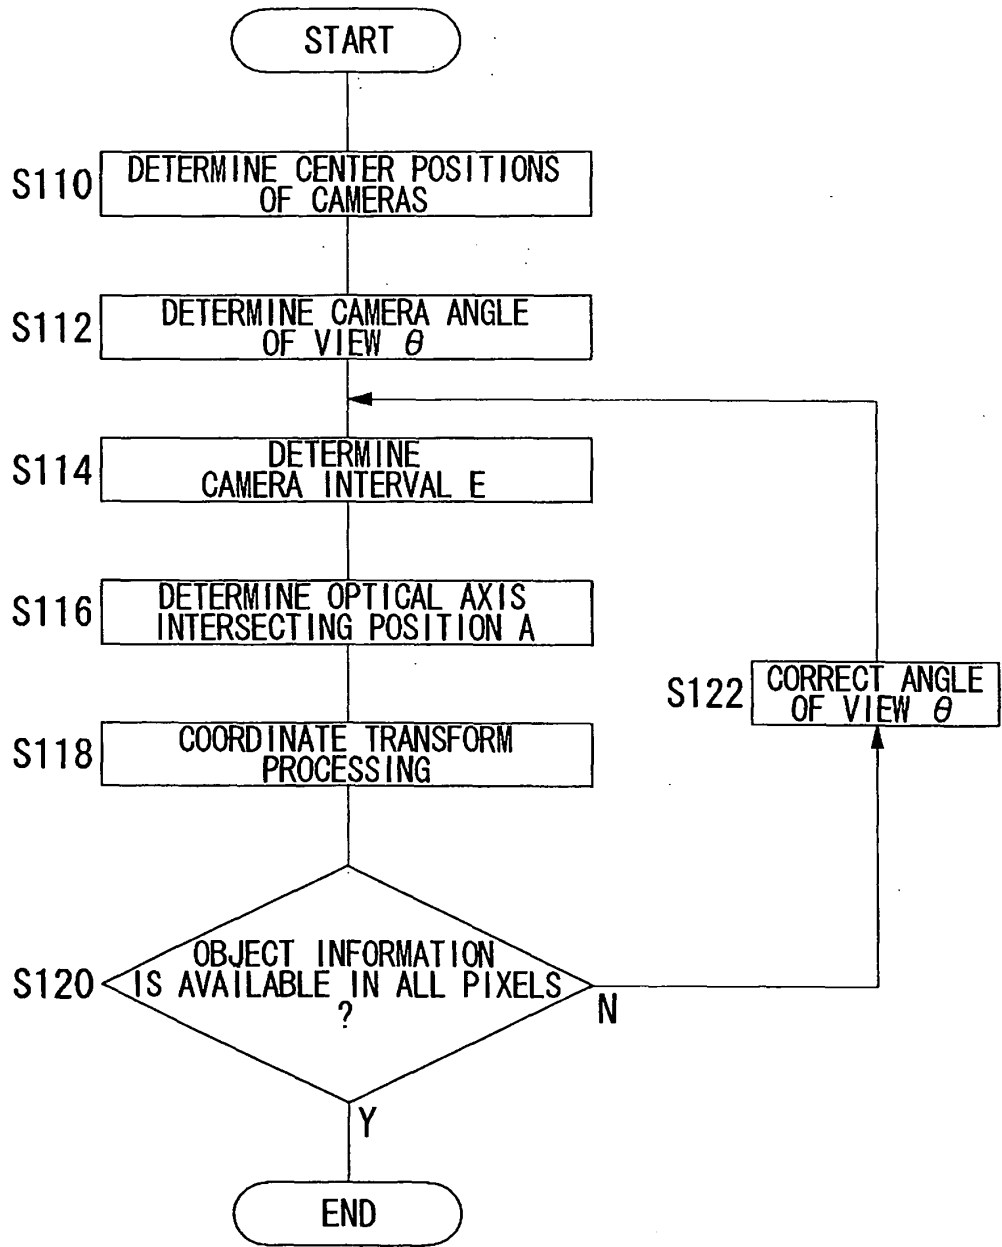 START
S110
DETERMINE CENTER POSITIONS
OF CAMERAS
S112
DETERMINE CAMERA ANGLE
OF VIEW θ
S114
DETERMINE
CAMERA INTERVAL E
S116
DETERMINE OPTICAL AXIS
INTERSECTING POSITION A
S122
CORRECT ANGLE
OF VIEW θ
S118
COORDINATE TRANSFORM
PROCESSING
S120
OBJECT INFORMATION
IS AVAILABLE IN ALL PIXELS
?
N
Y
END